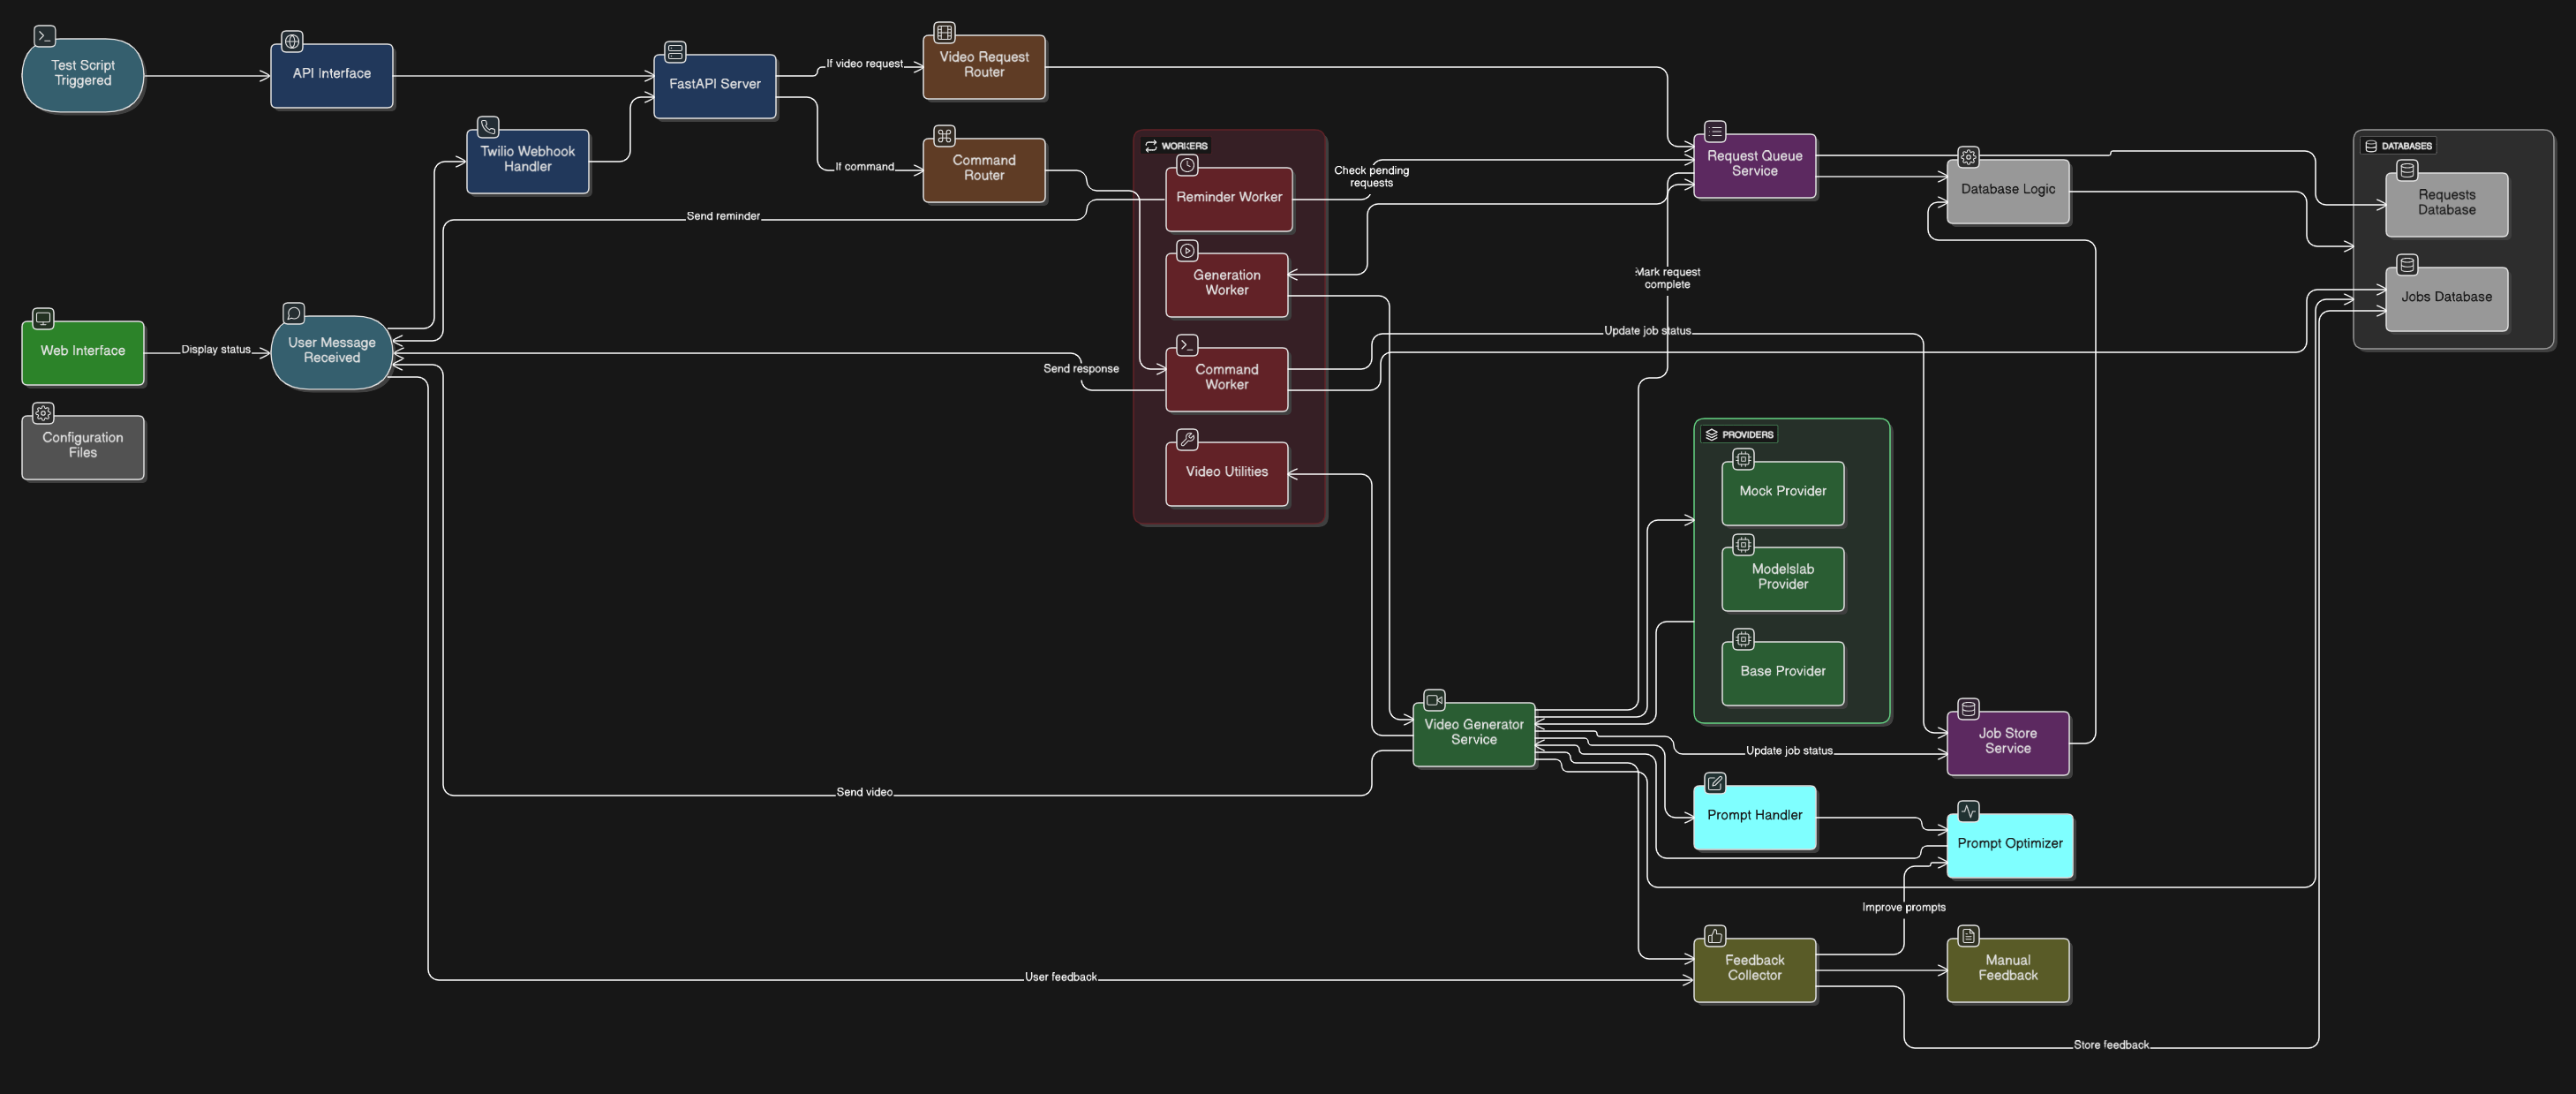 Test Script
Triggered
API Interface
FastAPI Server
If video request
Video Request
Router
Twilio Webhook
Handler
If command
Command
Router
WORKERS
Reminder Worker
Check pending
requests
Request Queue
Service
Database Logic
DATABASES
Requests
Database
Send reminder
Generation
Worker
Mark request
complete
Jobs Database
Web Interface
Display status
User Message
Received
Update job status
Send response
Command
Worker
Configuration
Files
Video Utilities
PROVIDERS
Mock Provider
Modelslab
Provider
Base Provider
Video Generator
Service
Update job status
Job Store
Service
Send video
Prompt Handler
Prompt Optimizer
Improve prompts
User feedback
Feedback
Collector
Manual
Feedback
Store feedback